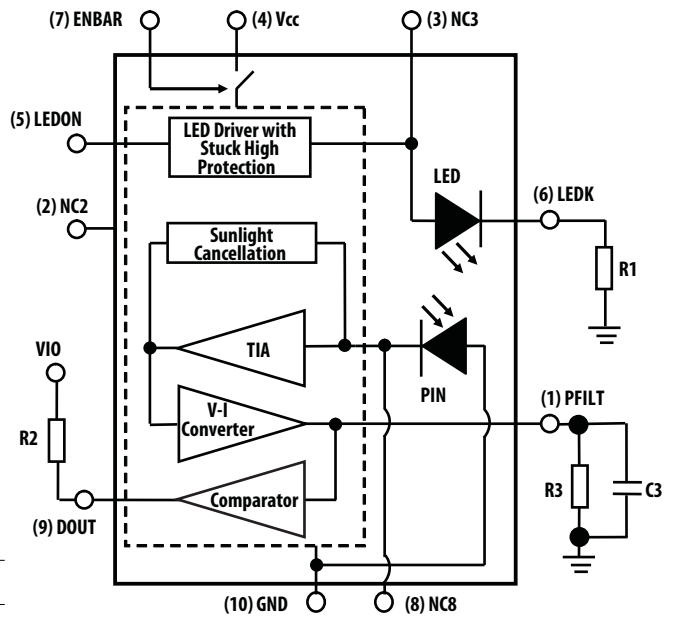 (7) ENBAR
(4) Vcc
(3) NC3
(5) LEDON
LED Driver with
Stuck High
Protection
LED
(2) NC2
(6) LEDK
Sunlight
Cancellation
R1
TIA
VIO
PIN
V-I
Converter
(1) PFILT
R2
Comparator
R3
C3
(9) DOUT
(10) GND
(8) NC8